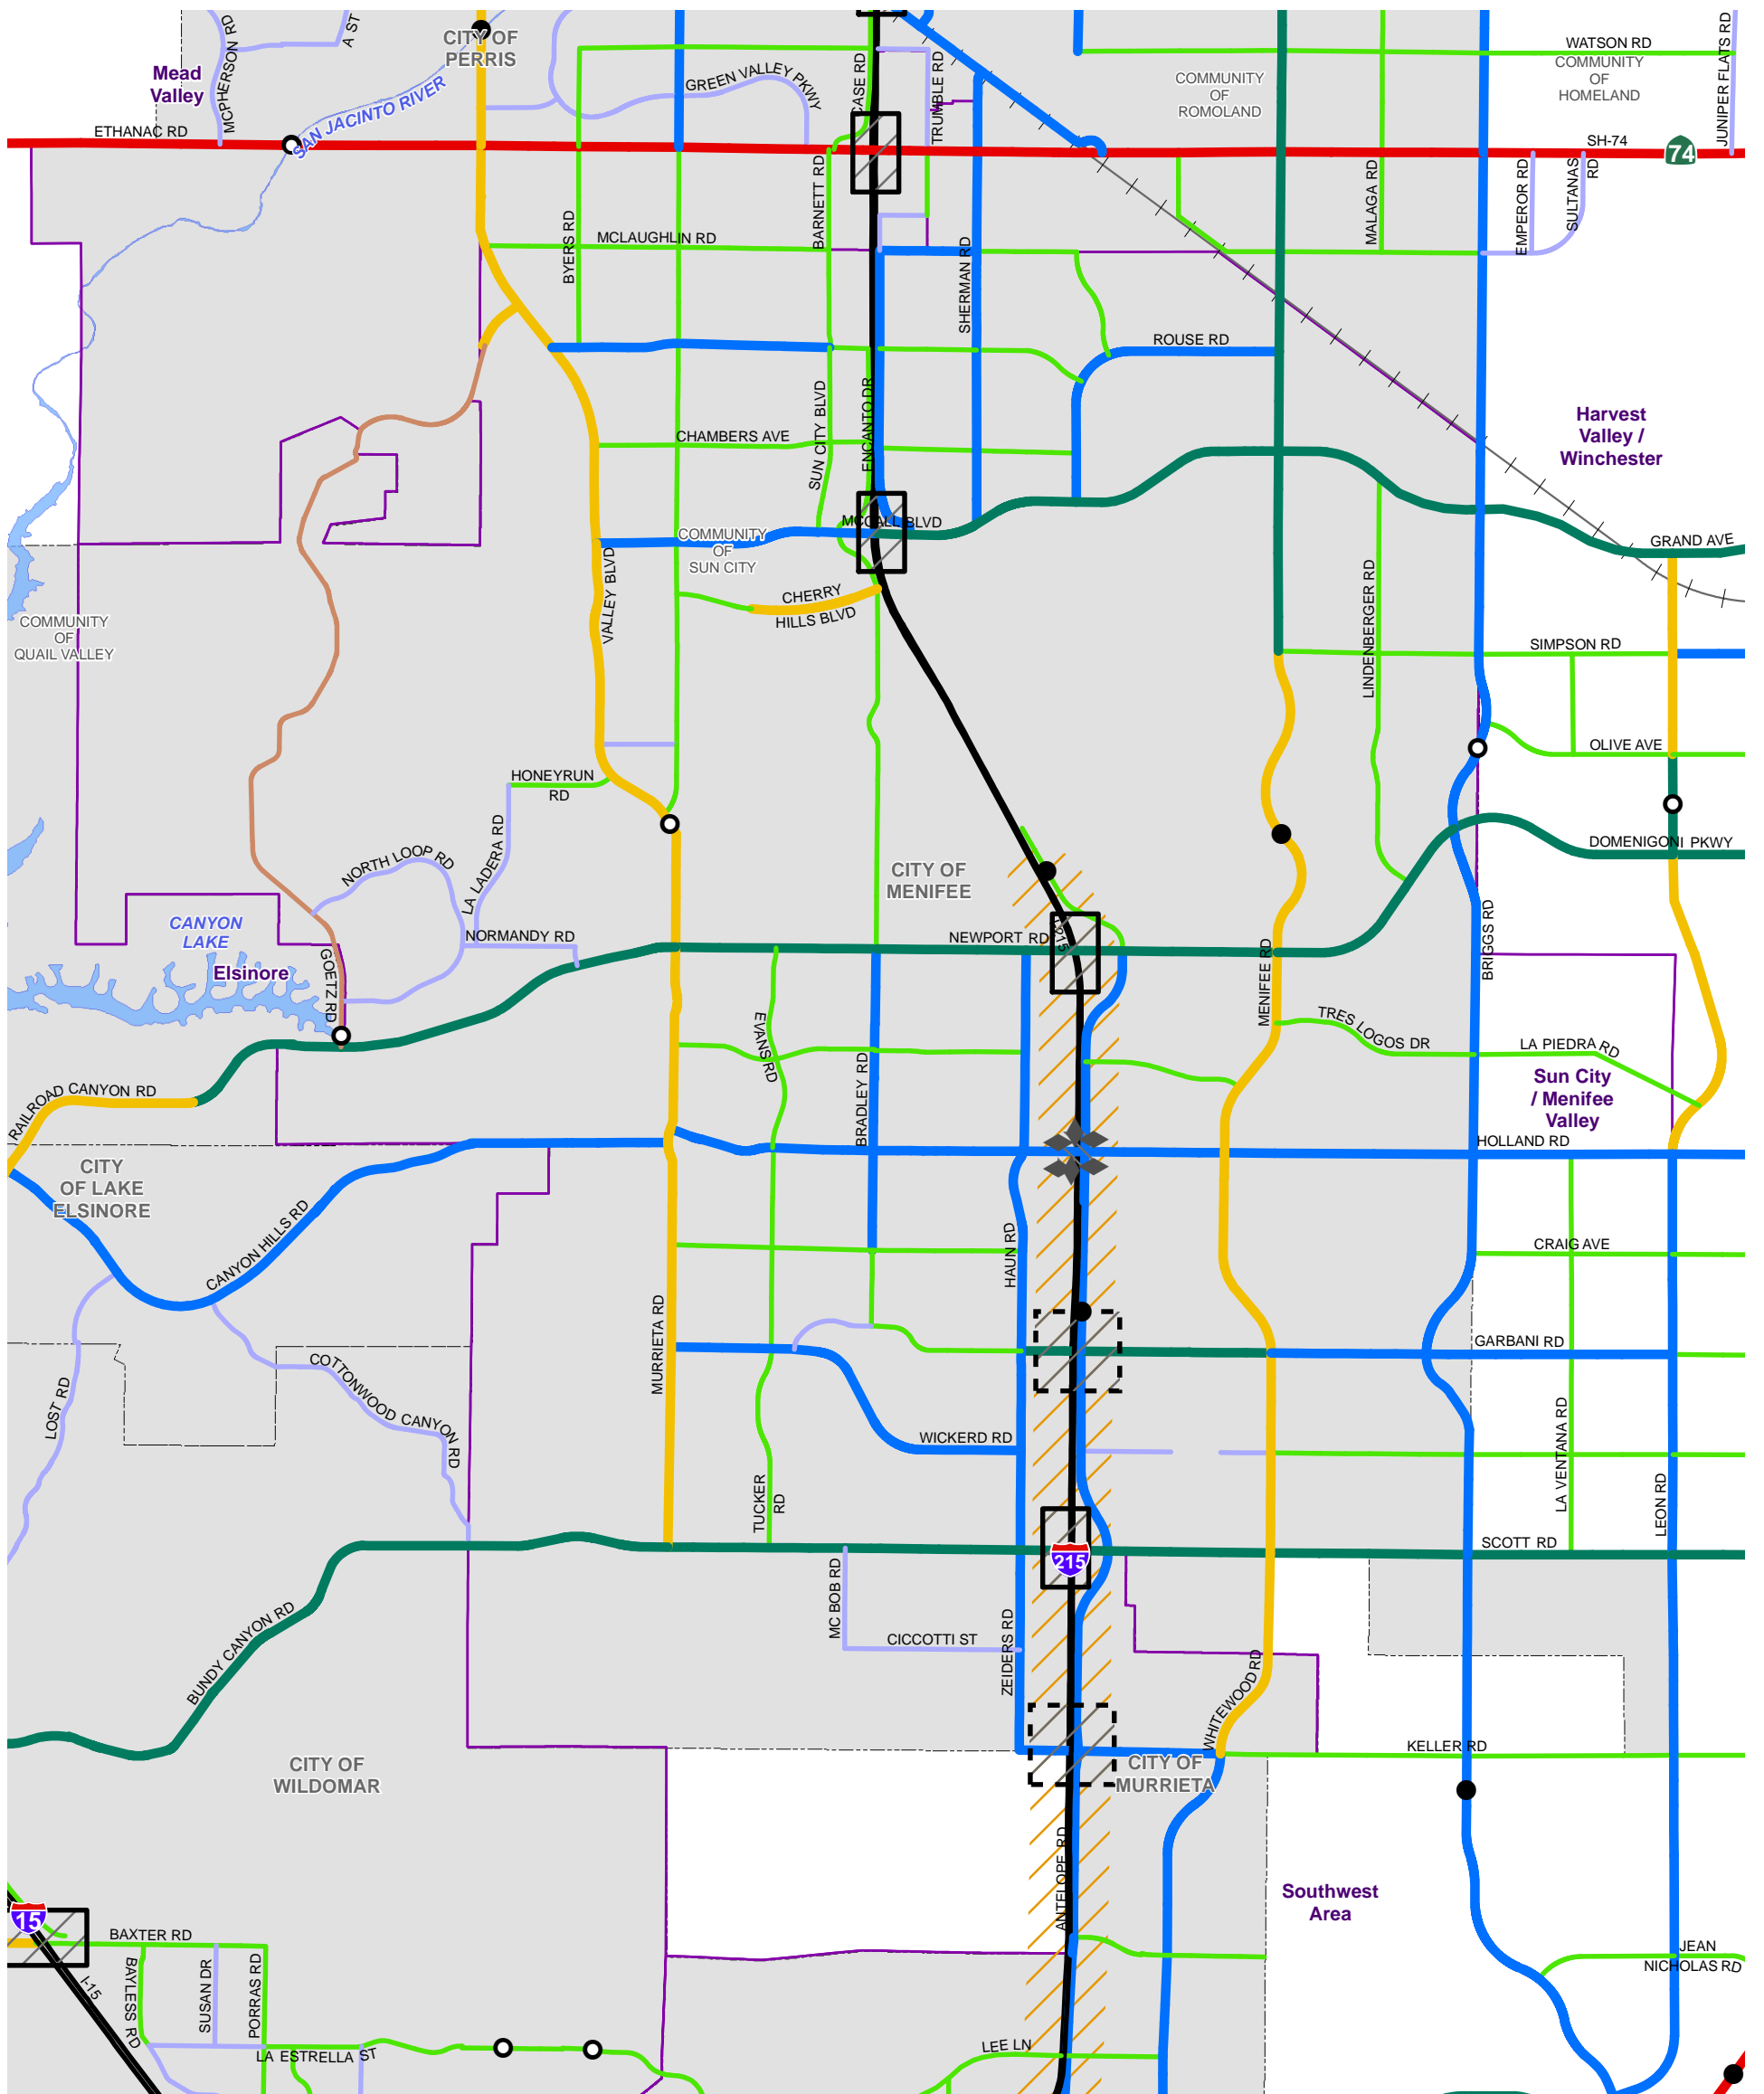 MCPHERSON RD
A ST
CITY OF
PERRIS
Mead
Valley
SAN JACINTO RIVER
GREEN VALLEY PKWY
CASE RD
TRUMBLE RD
WATSON RD
COMMUNITY
OF
ROMOLAND
COMMUNITY
OF
HOMELAND
JUNIPER FLATS RD
ETHANAC RD
SH-74
74
BYERS RD
MCLAUGHLIN RD
BARNETT RD
SHERMAN RD
MALAGA RD
EMPEROR RD
SULTANAS
RD
ROUSE RD
SUN CITY BLVD
ENCANTO DR
CHAMBERS AVE
Harvest
Valley /
Winchester
MCCALL BLVD
COMMUNITY
OF
SUN CITY
GRAND AVE
VALLEY BLVD
CHERRY
HILLS BLVD
LINDENBERGER RD
COMMUNITY
OF
QUAIL VALLEY
SIMPSON RD
OLIVE AVE
HONEYRUN
RD
LA LADERA RD
NORTH LOOP RD
DOMENIGONI PKWY
CITY OF
MENIFEE
CANYON
LAKE
Elsinore
GOETZ RD
NORMANDY RD
NEWPORT RD
I-215
MENIFEE RD
BRIGGS RD
EVANS RD
BRADLEY RD
TRES LOGOS DR
LA PIEDRA RD
Sun City
/ Menifee
Valley
RAILROAD CANYON RD
HOLLAND RD
CITY
OF LAKE
ELSINORE
CANYON HILLS RD
HAUN RD
CRAIG AVE
MURRIETA RD
GARBANI RD
LOST RD
COTTONWOOD CANYON
RD
WICKERD RD
LA VENTANA RD
LEON RD
TUCKER
RD
SCOTT RD
215
BUNDY CANYON RD
MC BOB RD
CICCOTTI ST
ZEIDERS RD
WHITEWOOD RD
KELLER RD
CITY OF
WILDOMAR
CITY OF
MURRIETA
ANTELOPE RD
Southwest
Area
15
I-15
BAXTER RD
BAYLESS RD
SUSAN DR
PORRAS RD
LA ESTRELLA ST
LEE LN
JEAN
NICHOLAS RD